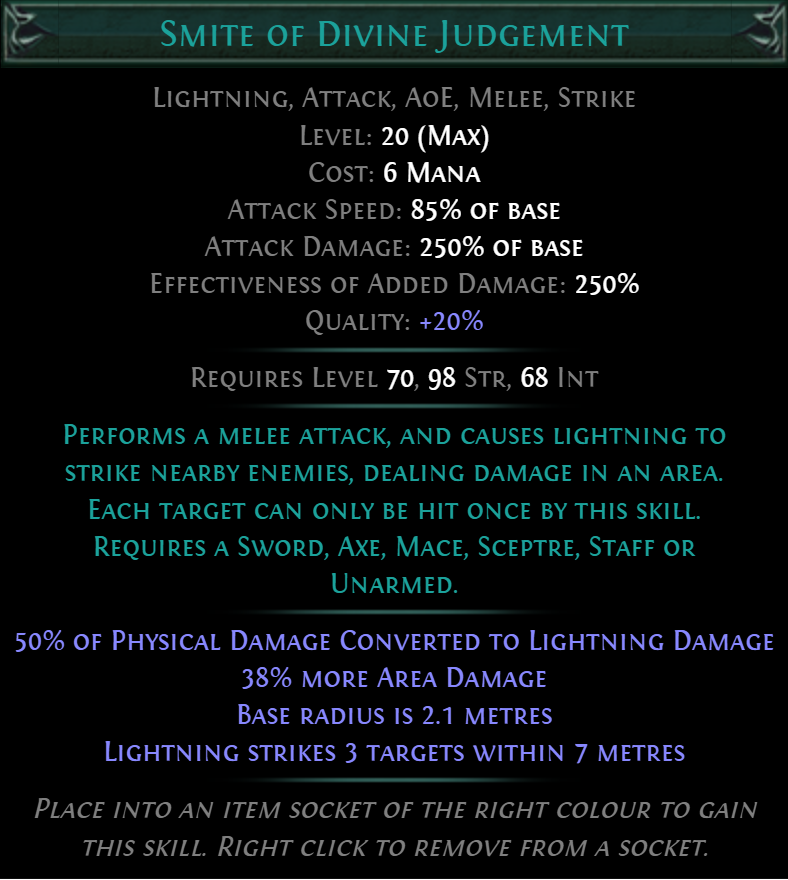 Smite of Divine Judgement
Lightning, Attack, AoE, Melee, Strike
Level: 20 (Max)
Cost: 6 Mana
Attack Speed: 85% of base
Attack Damage: 250% of base
Effectiveness of Added Damage: 250%
Quality: +20%
Requires Level 70, 98 Str, 68 Int
Performs a melee attack, and causes lightning to
strike nearby enemies, dealing damage in an area.
Each target can only be hit once by this skill.
Requires a Sword, Axe, Mace, Sceptre, Staff or
Unarmed.
50% of Physical Damage Converted to Lightning Damage
38% more Area Damage
Base radius is 2.1 metres
Lightning strikes 3 targets within 7 metres
Place into an item socket of the right colour to gain
this skill. Right click to remove from a socket.